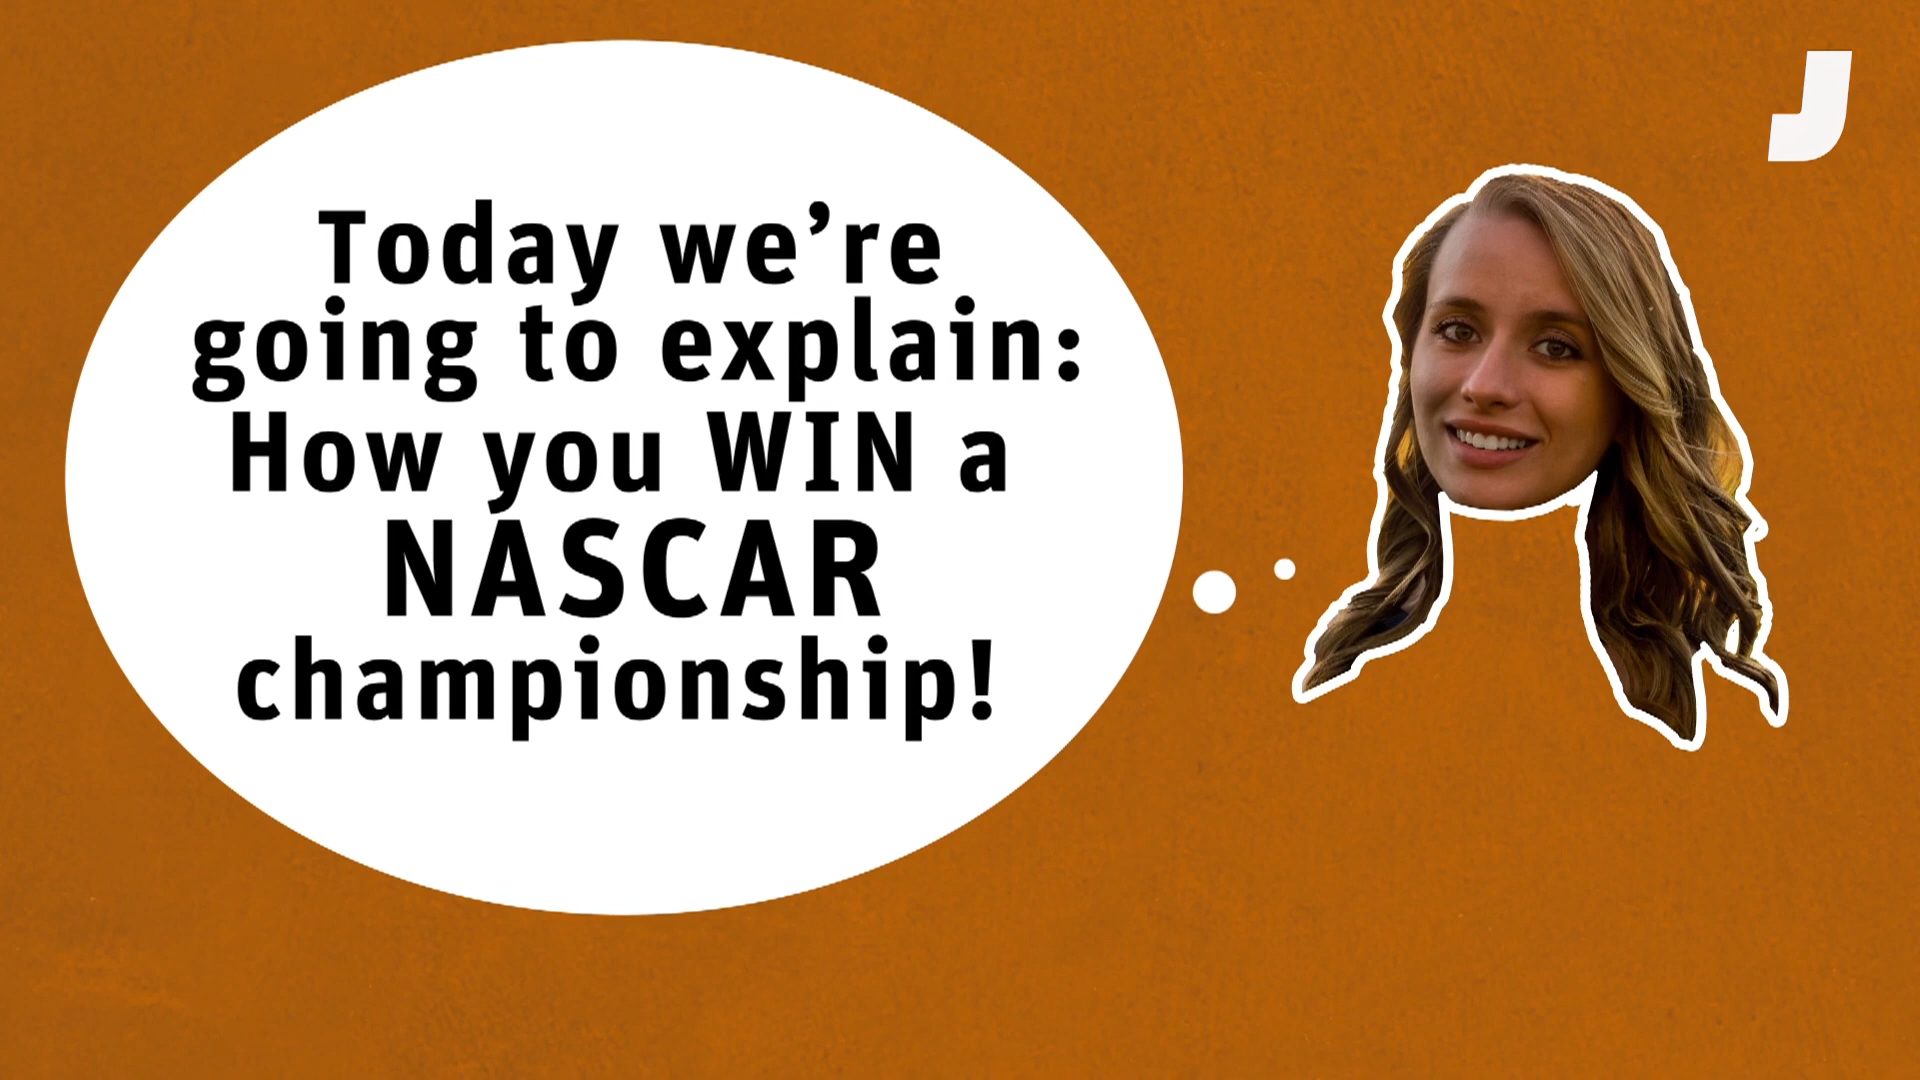 Today we’re
going to explain:
How you WIN a
NASCAR
championship!
J